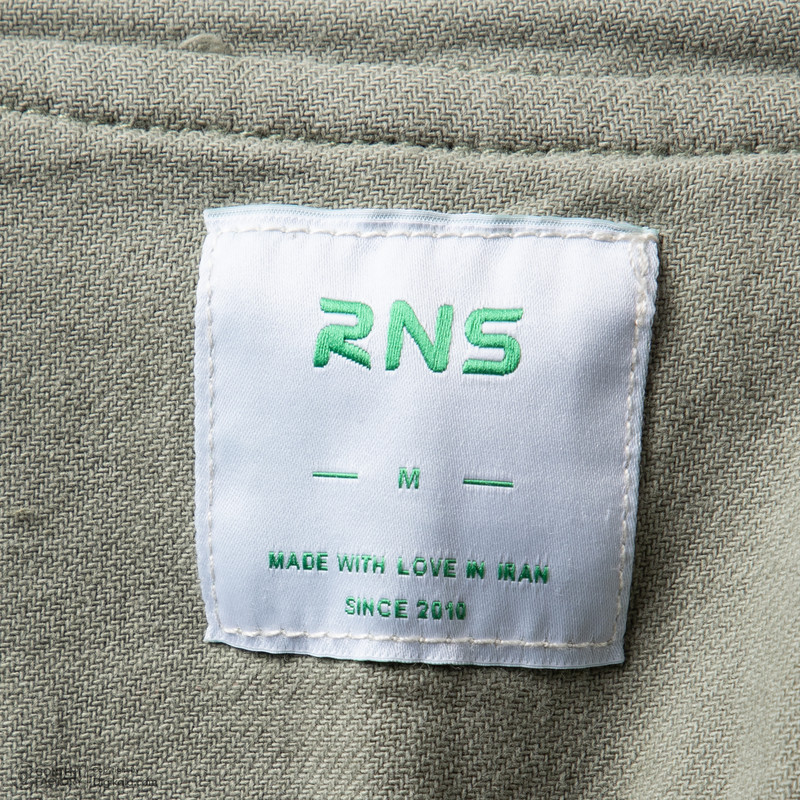 RNS
— M —
MADE WITH LOVE IN IRAN
SINCE 2010